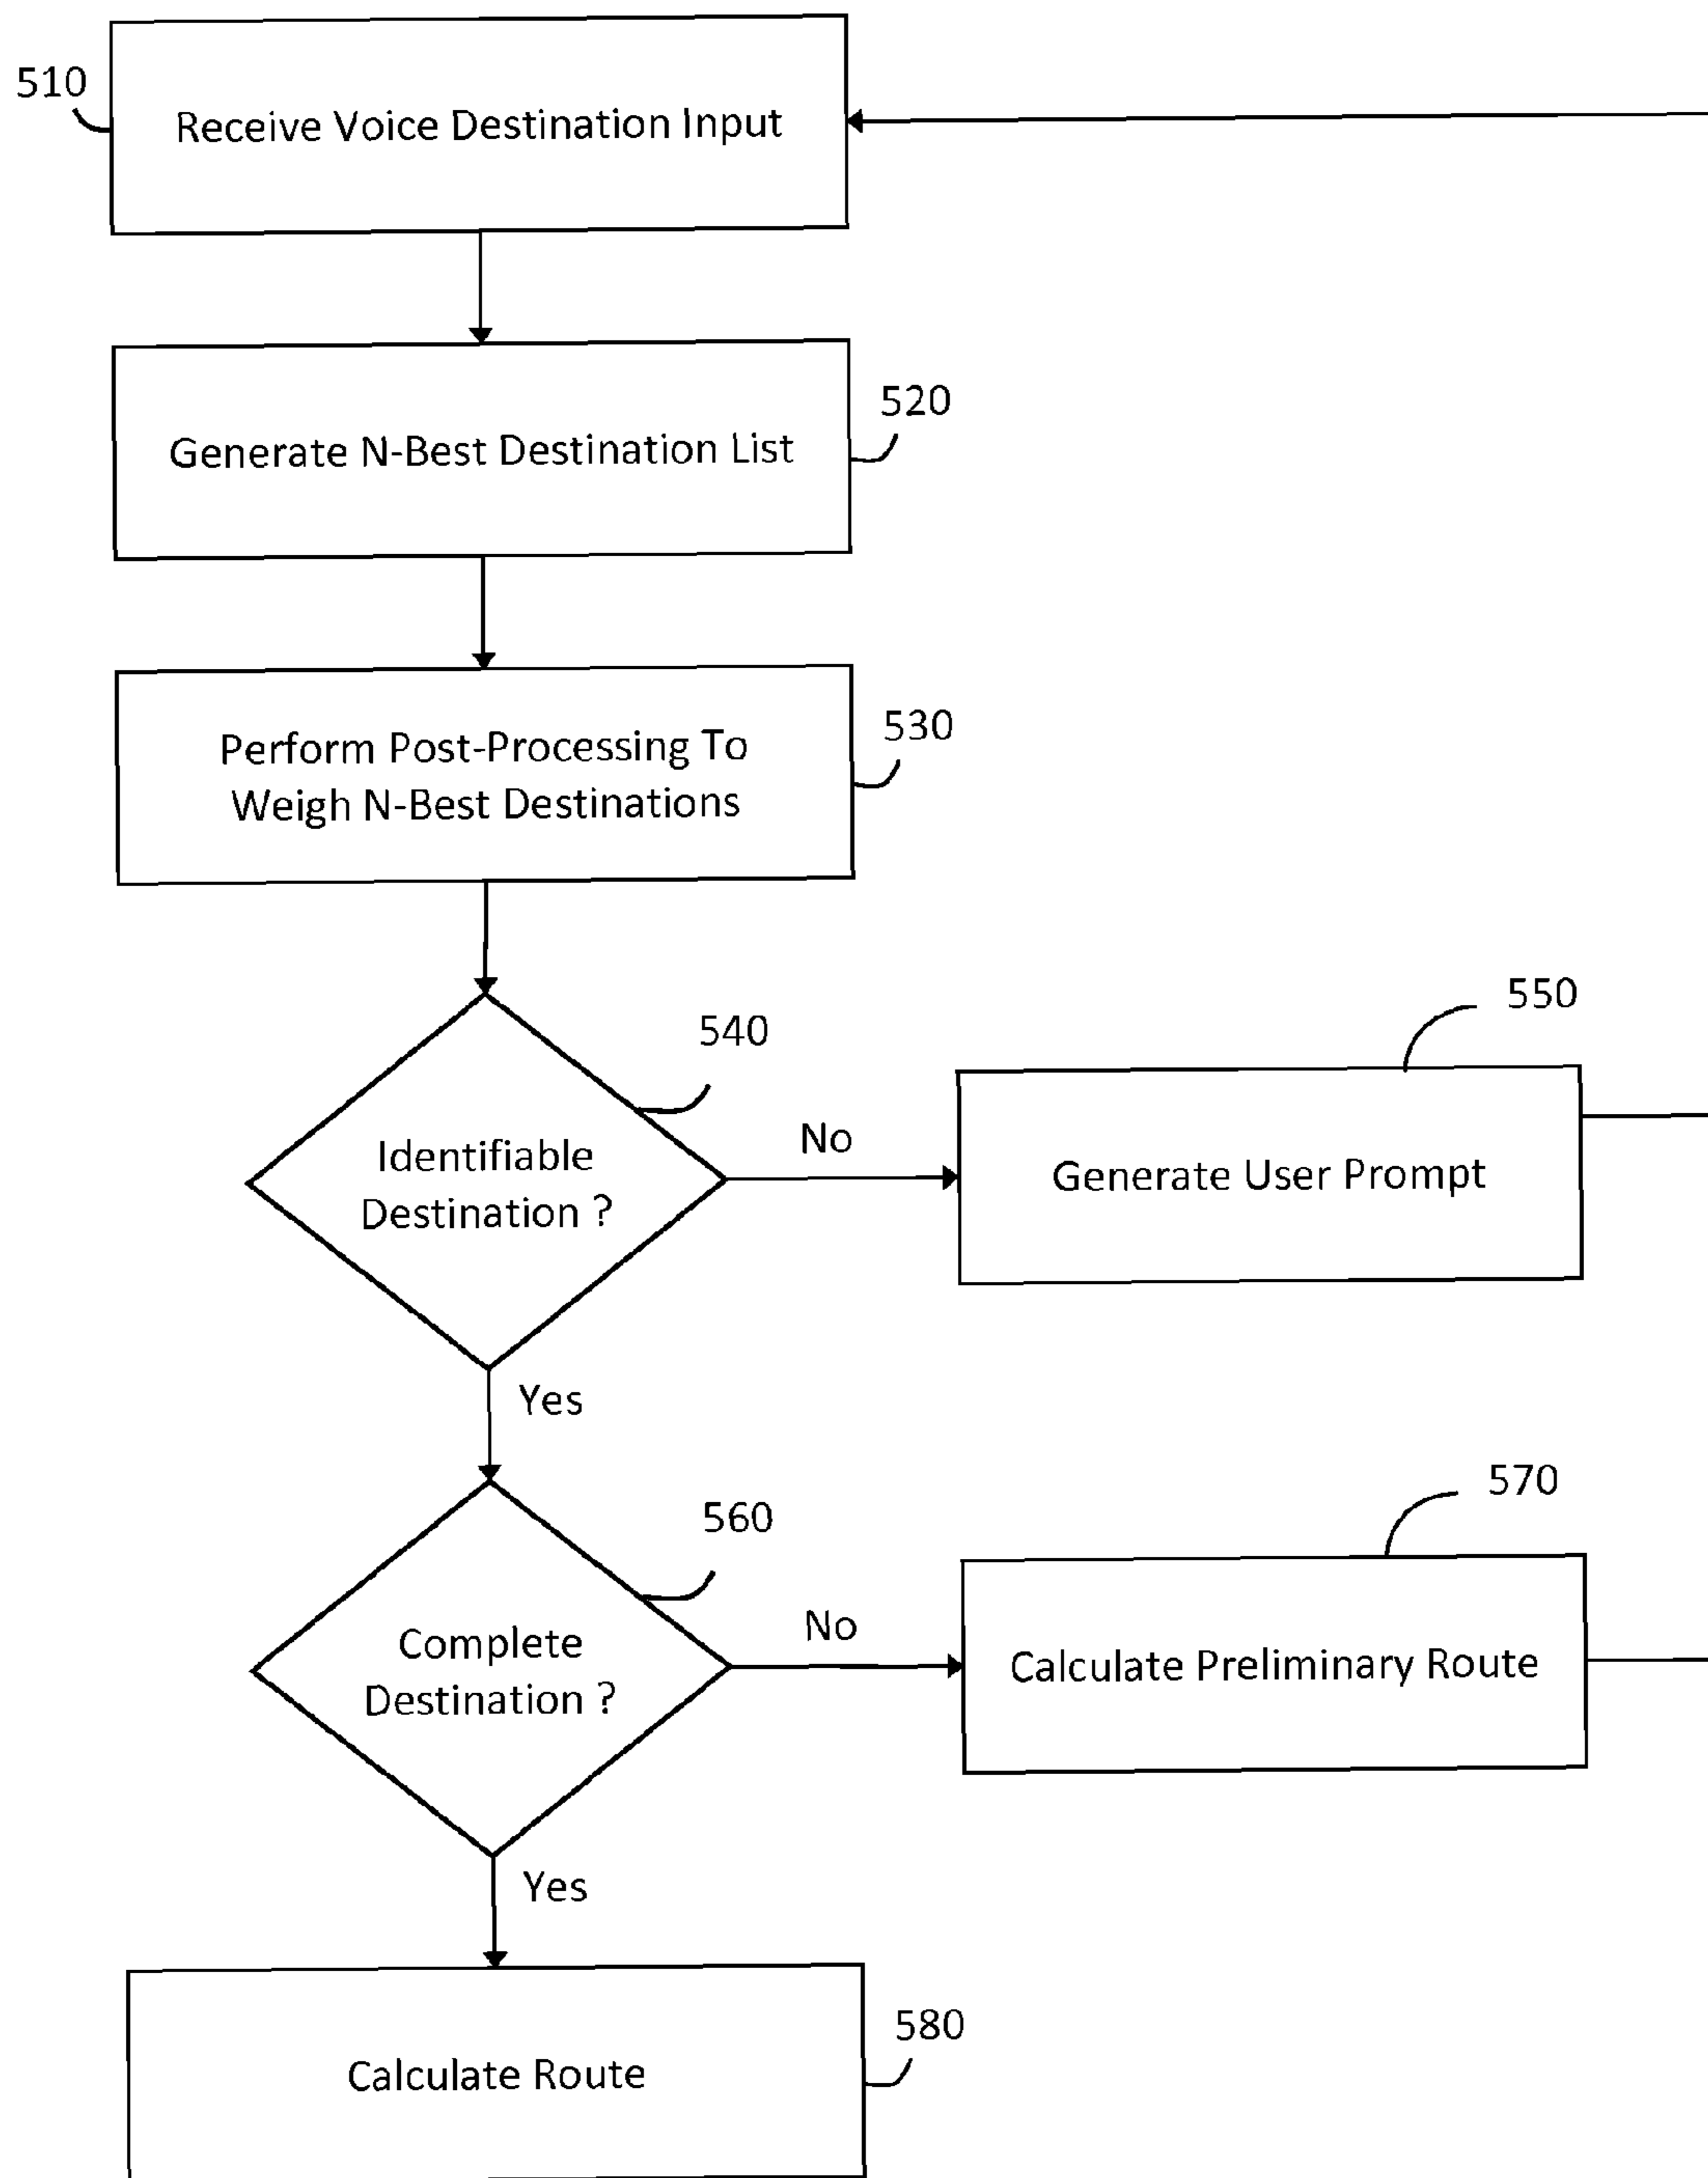 510
Receive Voice Destination Input
520
Generate N-Best Destination List
530
Perform Post-Processing To
Weigh N-Best Destinations
540
550
Identifiable
Destination ?
No
Generate User Prompt
Yes
560
570
Complete
Destination ?
No
Calculate Preliminary Route
Yes
580
Calculate Route